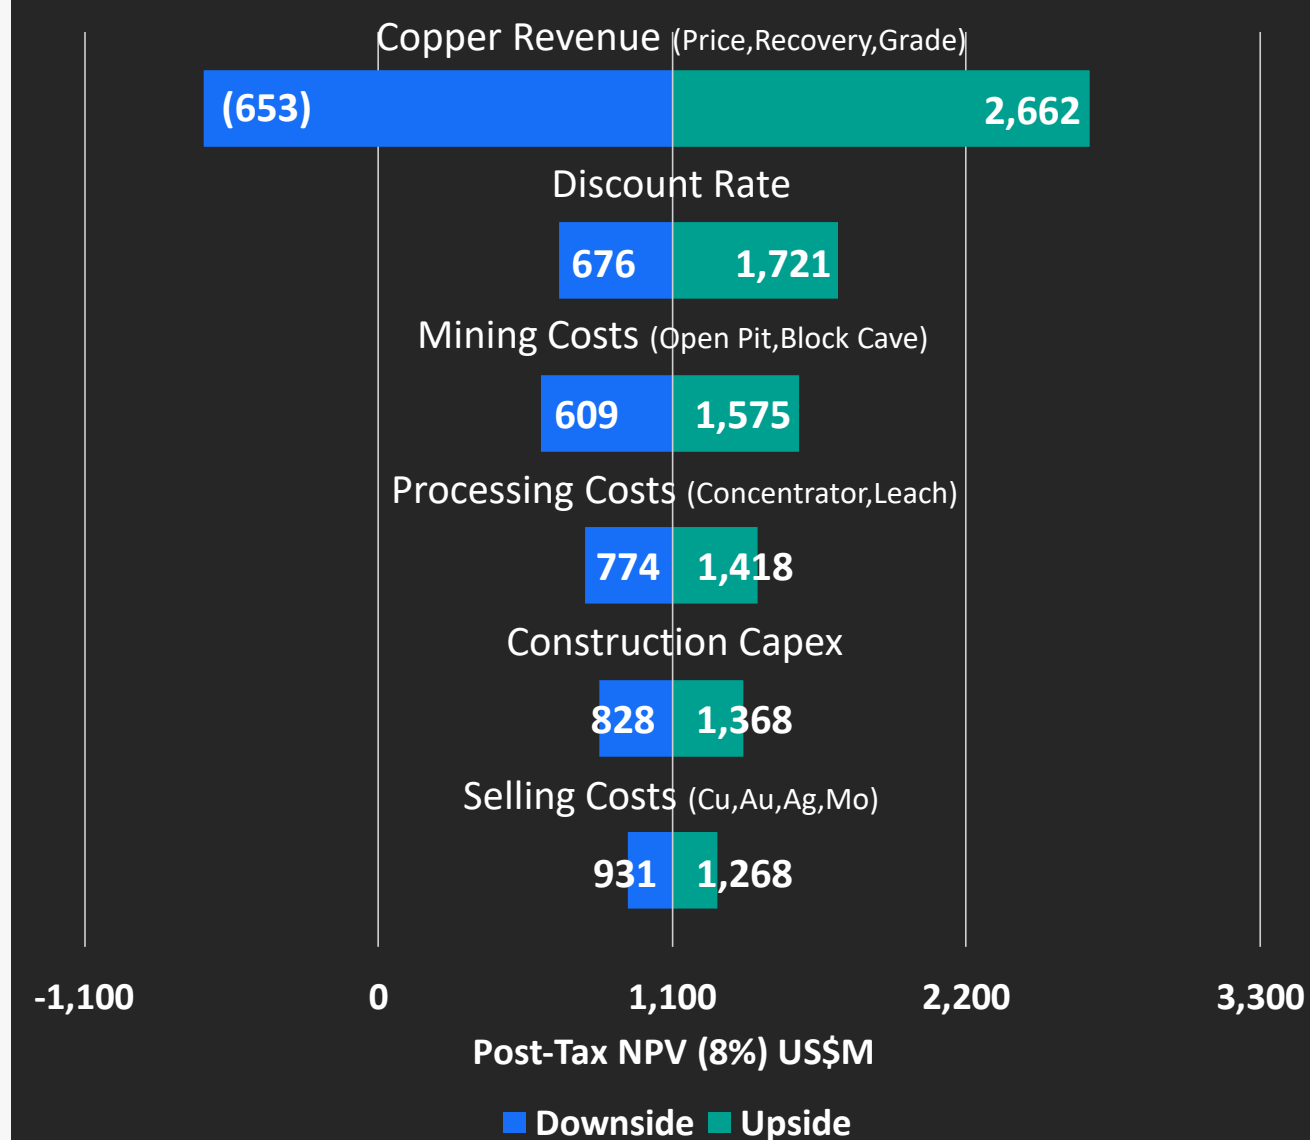 Copper Revenue (Price,Recovery,Grade)
(653) 2,662
Discount Rate
676 1,721
Mining Costs (Open Pit,Block Cave)
609 1,575
Processing Costs (Concentrator,Leach)
774 1,418
Construction Capex
828 1,368
Selling Costs (Cu,Au,Ag,Mo)
931 1,268
-1,100 0 1,100 2,200 3,300
Post-Tax NPV (8%) US$M
Downside Upside